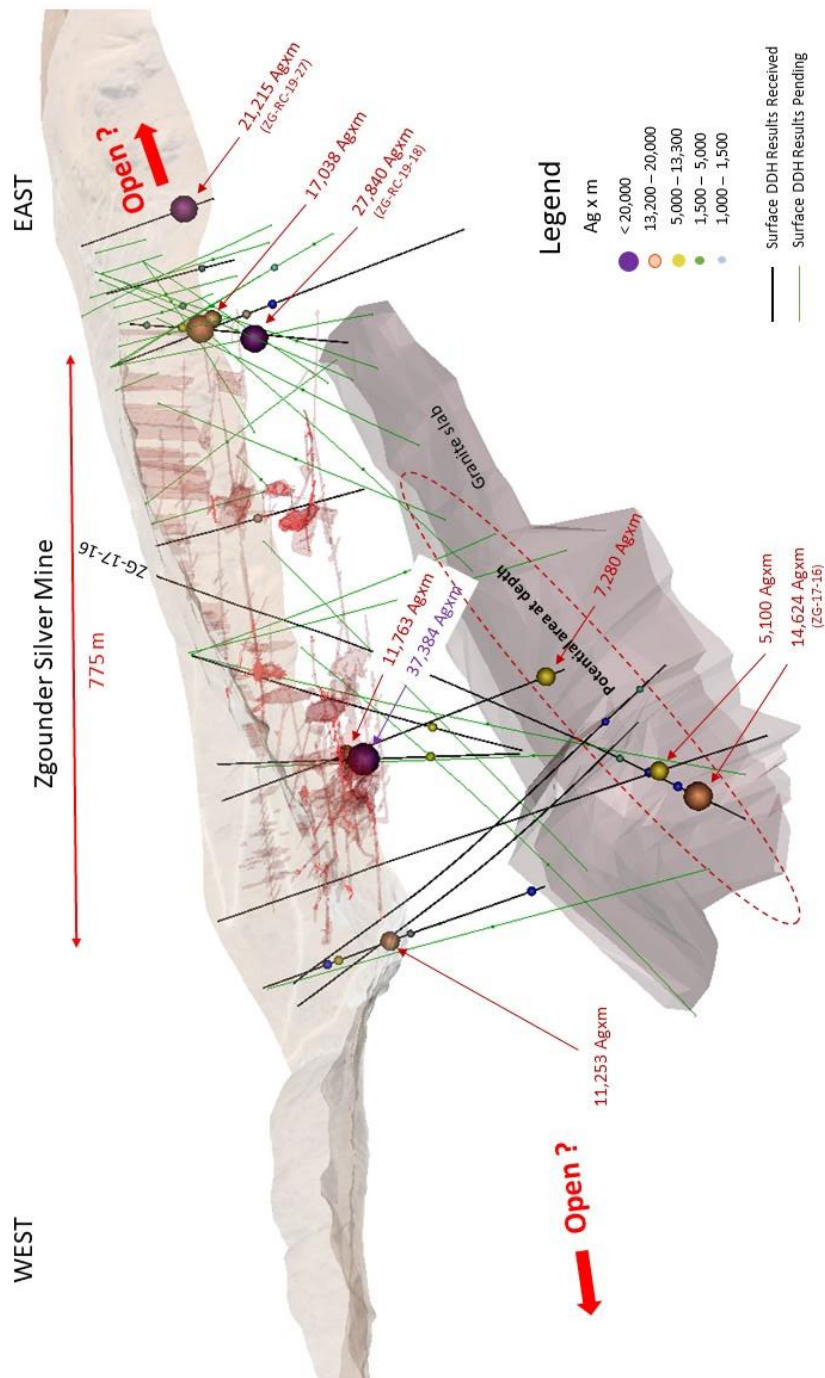 WEST
EAST
Zgounder Silver Mine
775 m
Open ?
21,215 Agxm
(ZG-RC-19-27)
17,038 Agxm
27,840 Agxm
(ZG-RC-19-18)
ZG-17-16
11,763 Agxm
37,384 Agxm
Granite slab
Potential area at depth
7,280 Agxm
5,100 Agxm
14,624 Agxm
(ZG-17-16)
11,253 Agxm
Open ?
Legend
Ag x m
< 20,000
13,200 – 20,000
5,000 – 13,300
1,500 – 5,000
1,000 – 1,500
Surface DDH Results Received
Surface DDH Results Pending